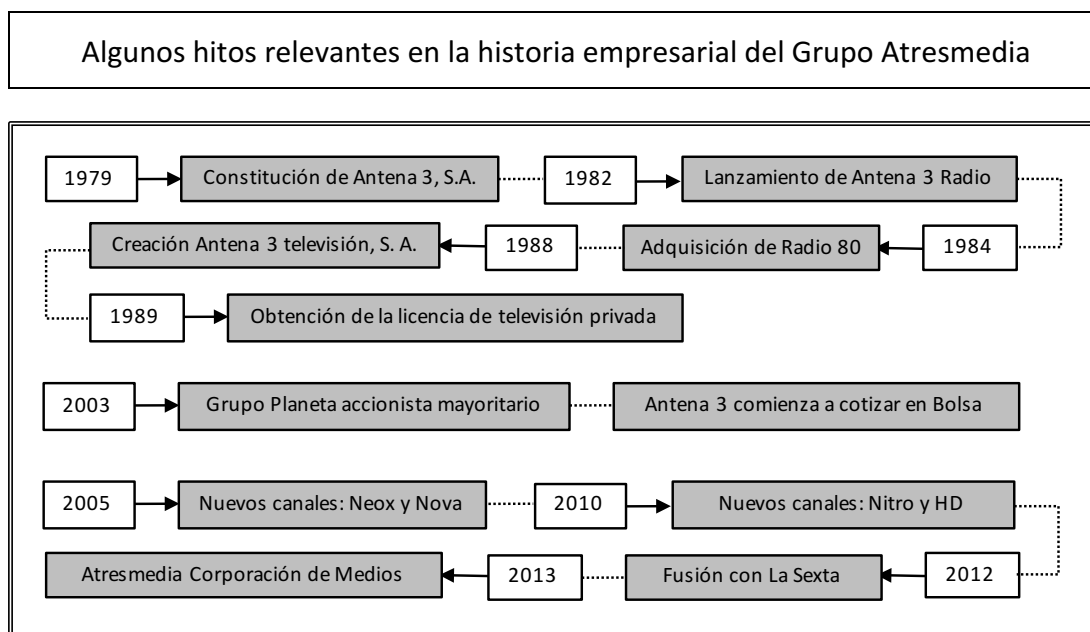 Algunos hitos relevantes en la historia empresarial del Grupo Atresmedia
1979
Constitución de Antena 3, S.A.
1982
Lanzamiento de Antena 3 Radio
1984
Adquisición de Radio 80
1988
Creación Antena 3 televisión, S. A.
1989
Obtención de la licencia de televisión privada
2003
Grupo Planeta accionista mayoritario
Antena 3 comienza a cotizar en Bolsa
2005
Nuevos canales: Neox y Nova
2010
Nuevos canales: Nitro y HD
2012
Fusión con La Sexta
2013
Atresmedia Corporación de Medios